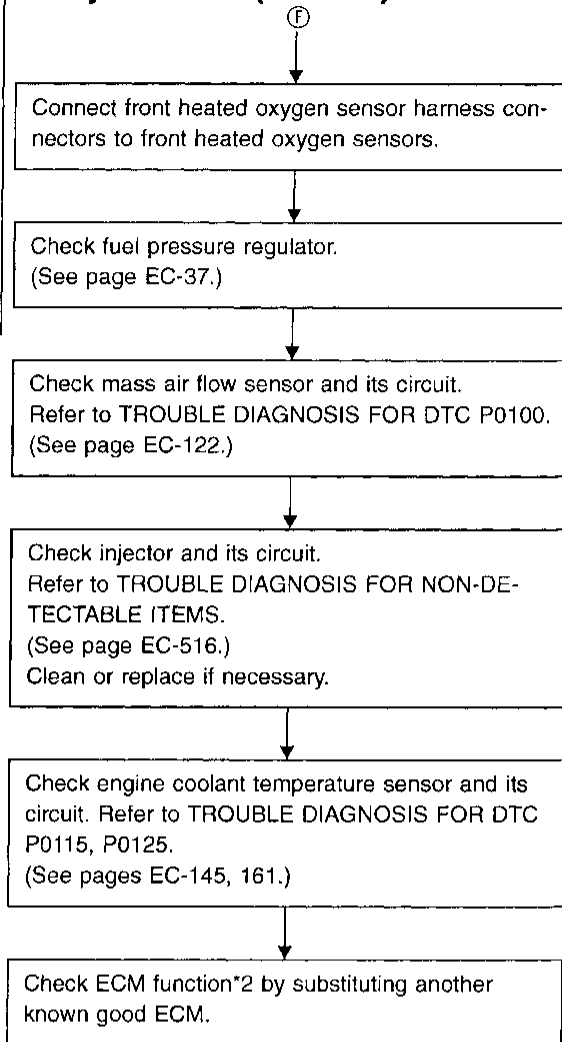 F
Connect front heated oxygen sensor harness con-
nectors to front heated oxygen sensors.
Check fuel pressure regulator.
(See page EC-37.)
Check mass air flow sensor and its circuit.
Refer to TROUBLE DIAGNOSIS FOR DTC P0100.
(See page EC-122.)
Check injector and its circuit.
Refer to TROUBLE DIAGNOSIS FOR NON-DE-
TECTABLE ITEMS.
(See page EC-516.)
Clean or replace if necessary.
Check engine coolant temperature sensor and its
circuit. Refer to TROUBLE DIAGNOSIS FOR DTC
P0115, P0125.
(See pages EC-145, 161.)
Check ECM function*2 by substituting another
known good ECM.